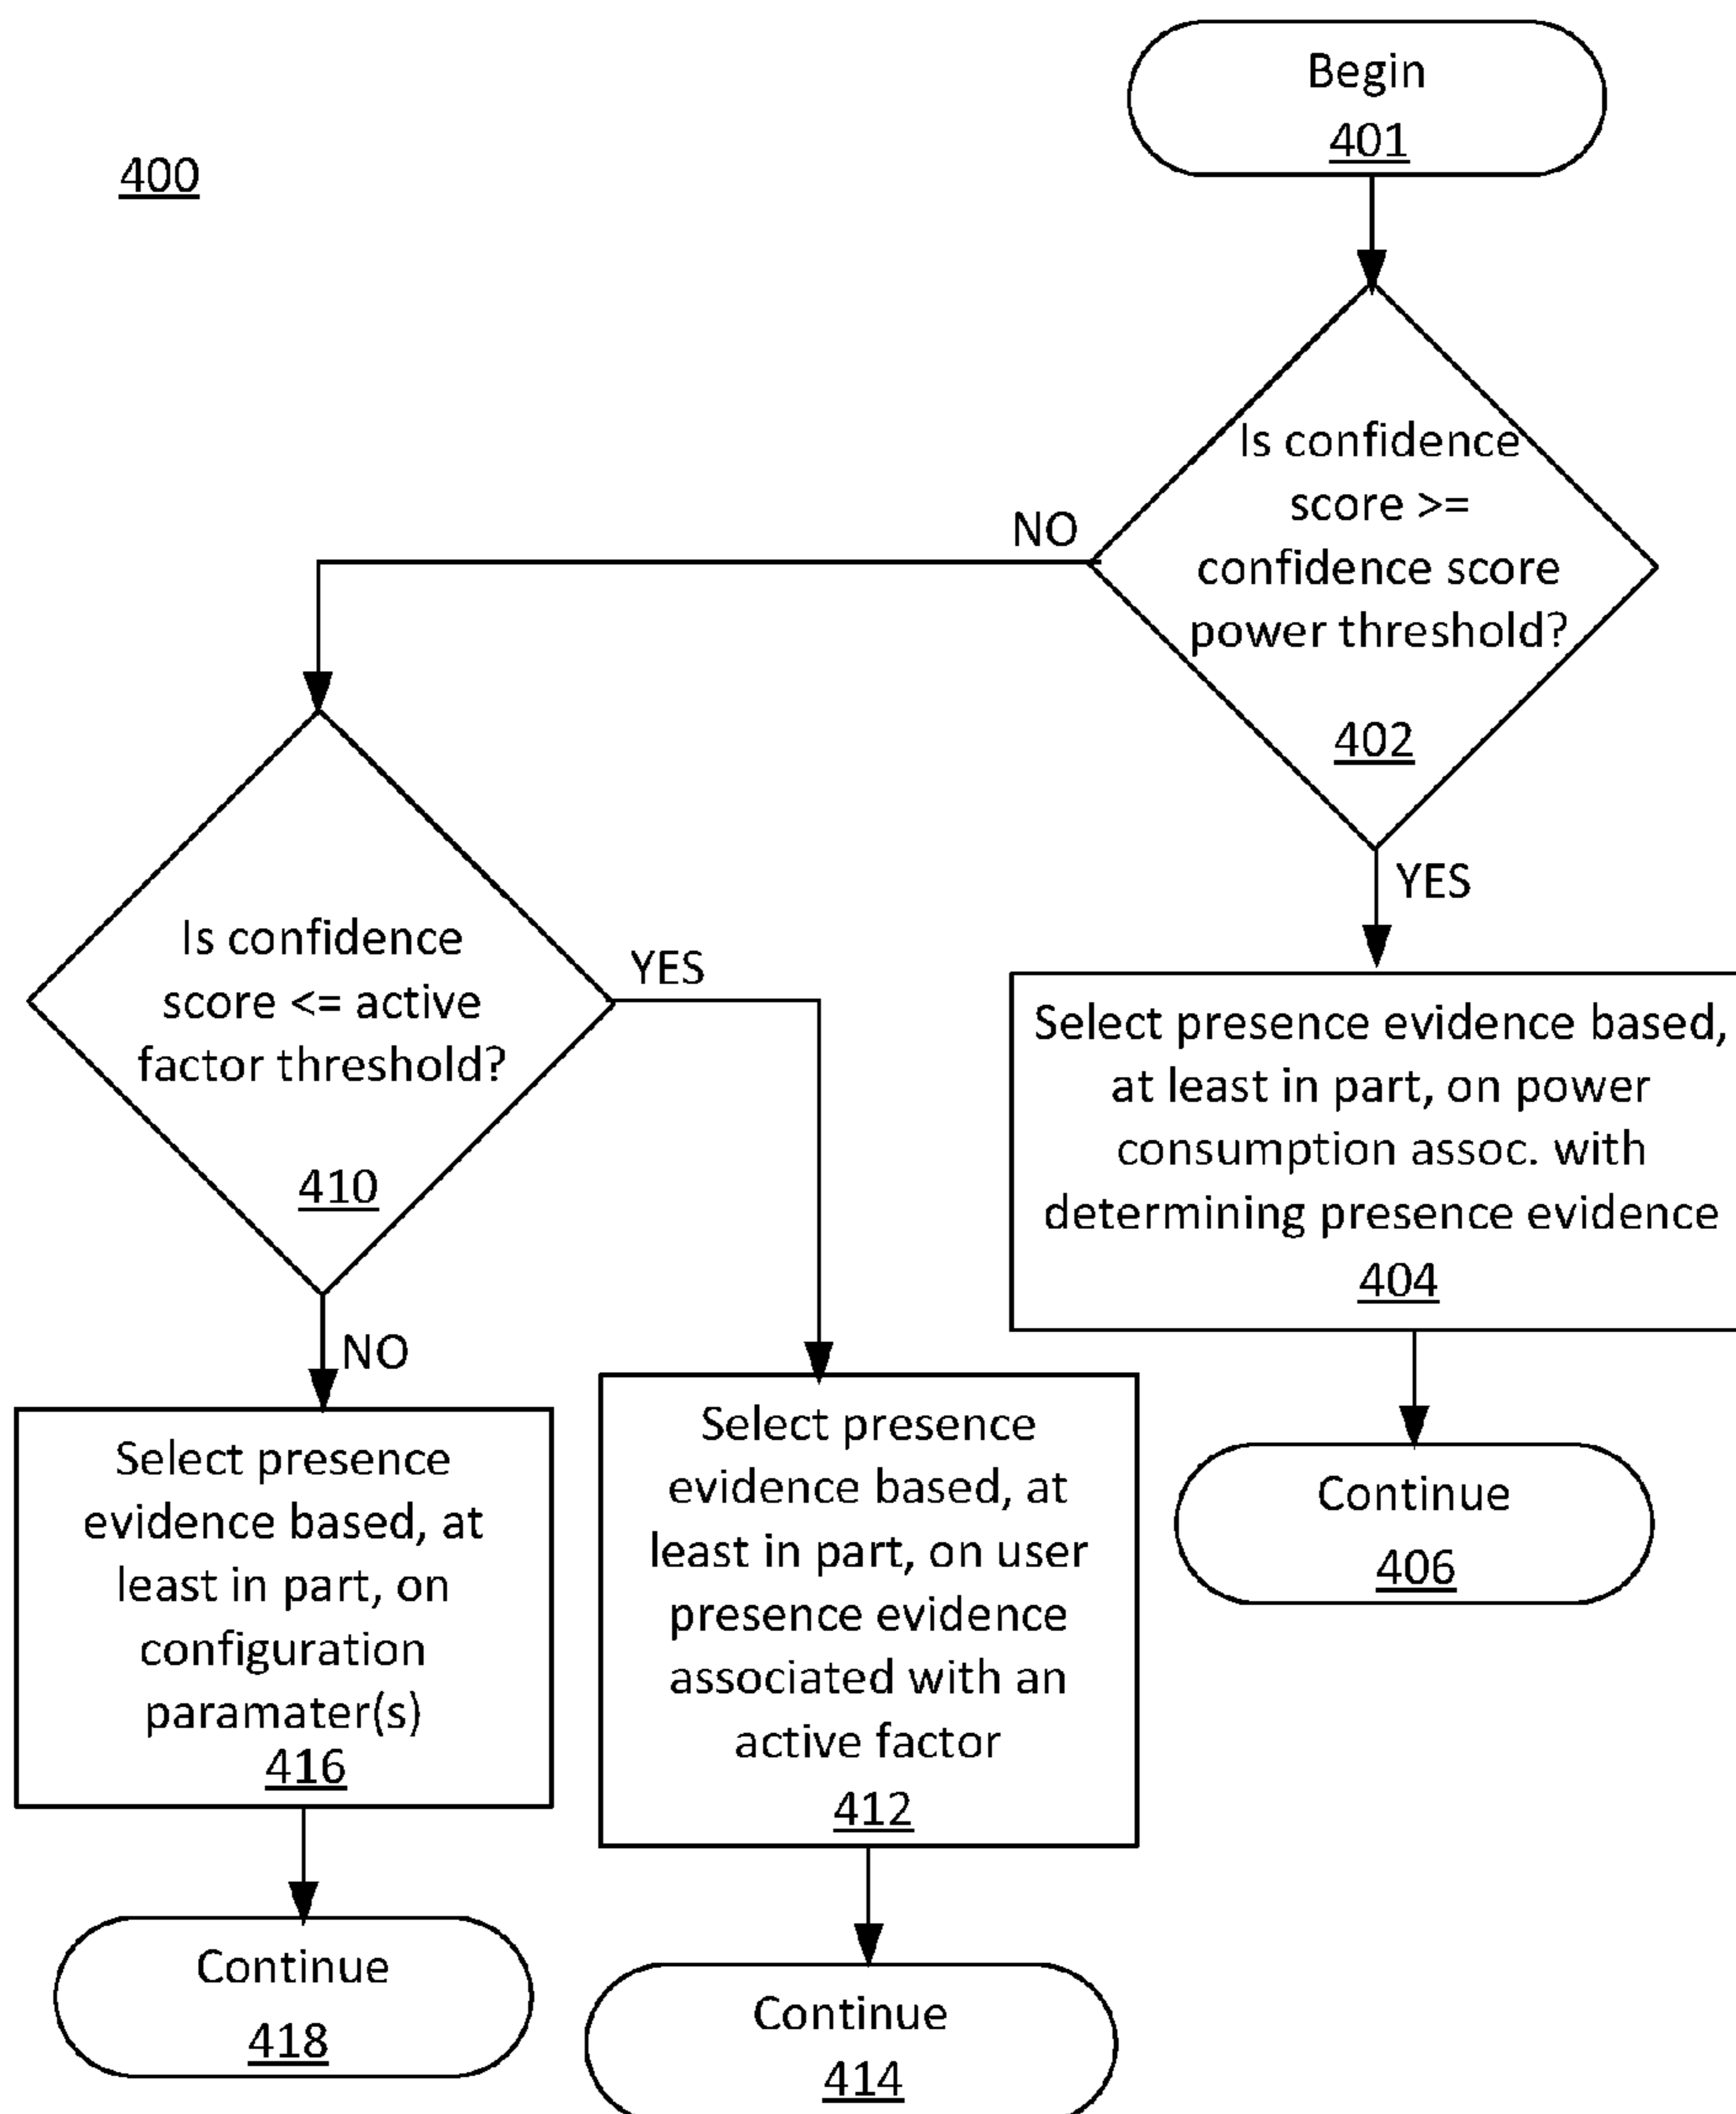 400
Begin
401
Is confidence
score >=
confidence score
power threshold?
402
NO
YES
Is confidence
score <= active
factor threshold?
410
YES
NO
Select presence evidence based,
at least in part, on power
consumption assoc. with
determining presence evidence
404
Continue
406
Select presence
evidence based, at
least in part, on user
presence evidence
associated with an
active factor
412
Continue
414
Select presence
evidence based, at
least in part, on
configuration
paramater(s)
416
Continue
418